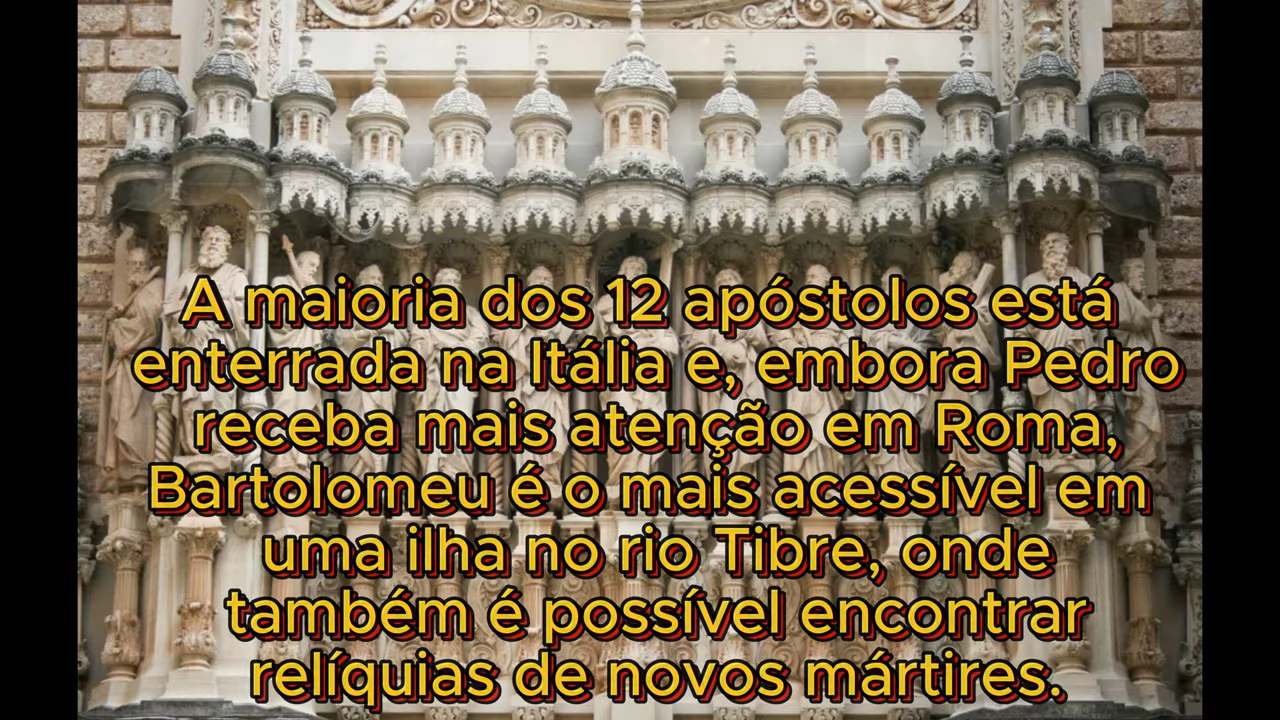 A maioria dos 12 apóstolos está
enterrada na Itália e, embora Pedro
receba mais atenção em Roma,
Bartolomeu é o mais acessível em
uma ilha no rio Tibre, onde
também é possível encontrar
relíquias de novos mártires.